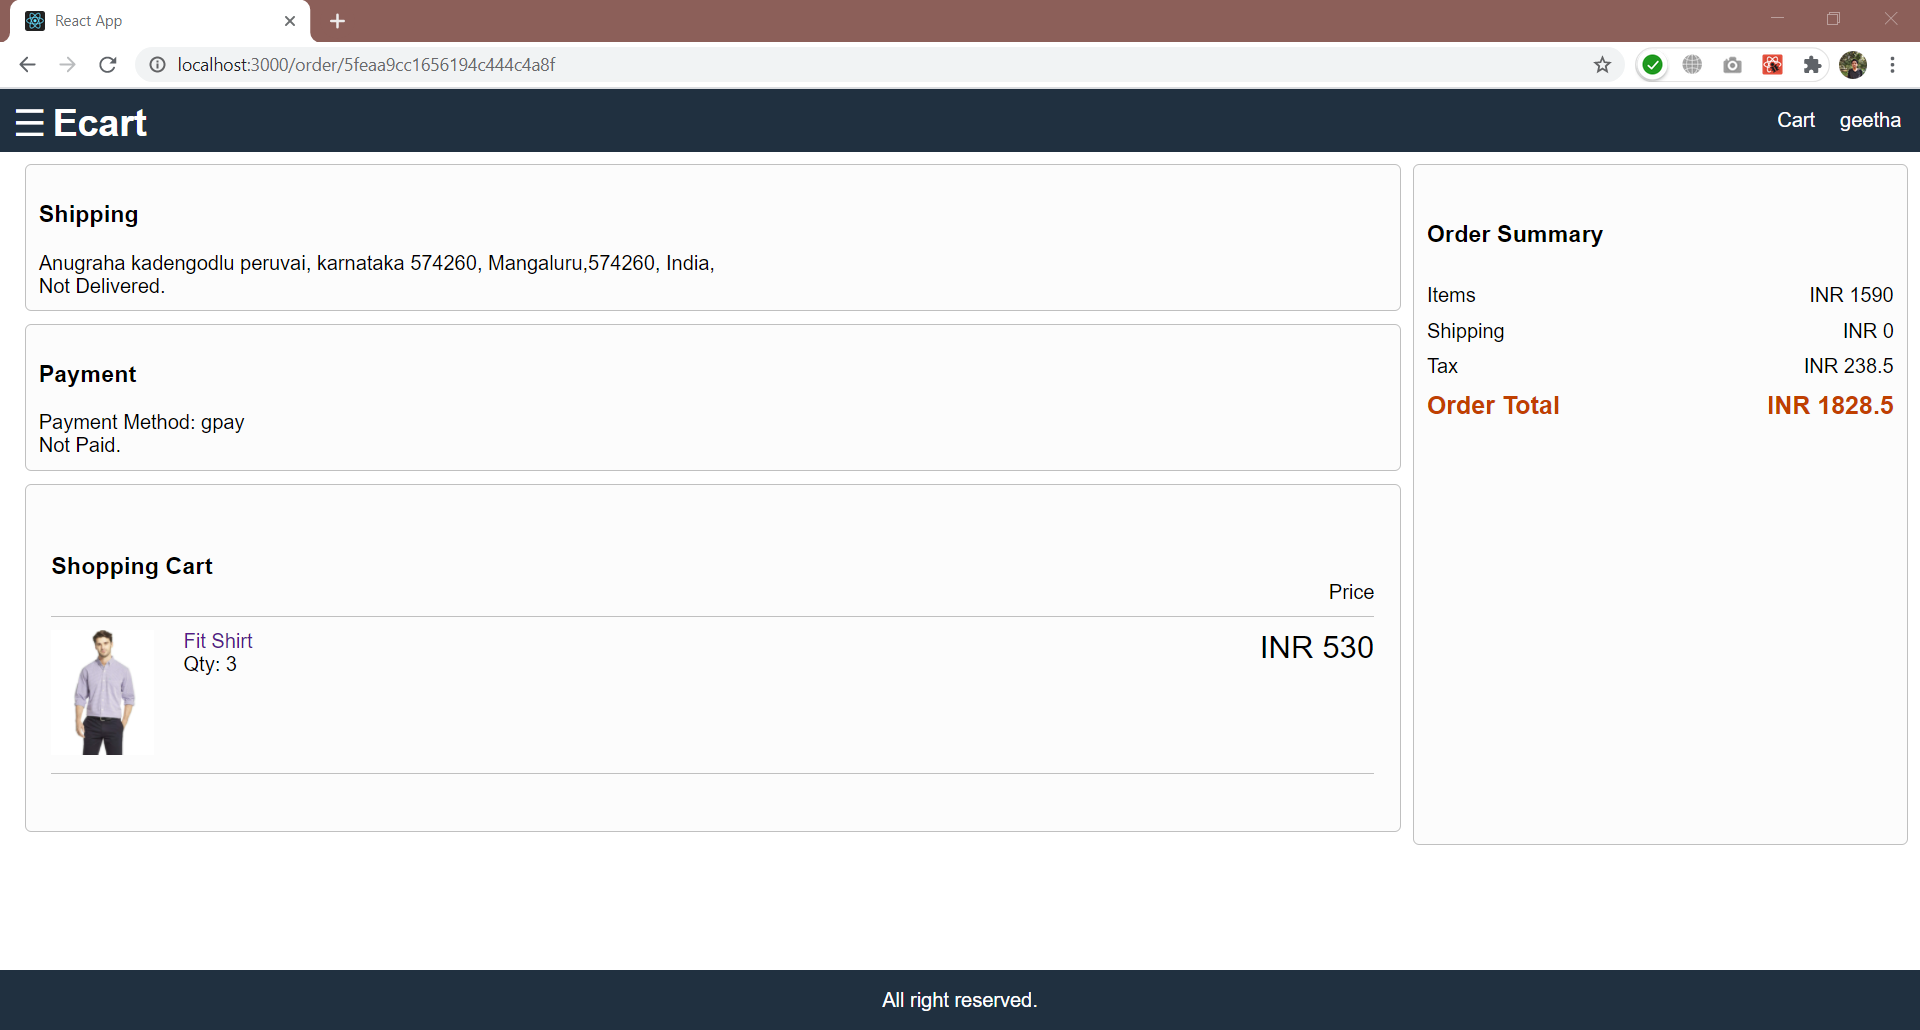 React App
localhost:3000/order/5feaa9cc1656194c444c4a8f
Ecart
Cart geetha
Shipping
Anugraha kadengodlu peruvai, karnataka 574260, Mangaluru,574260, India,
Not Delivered.
Payment
Payment Method: gpay
Not Paid.
Shopping Cart
Price
Fit Shirt
Qty: 3
INR 530
Order Summary
Items INR 1590
Shipping INR 0
Tax INR 238.5
Order Total INR 1828.5
All right reserved.